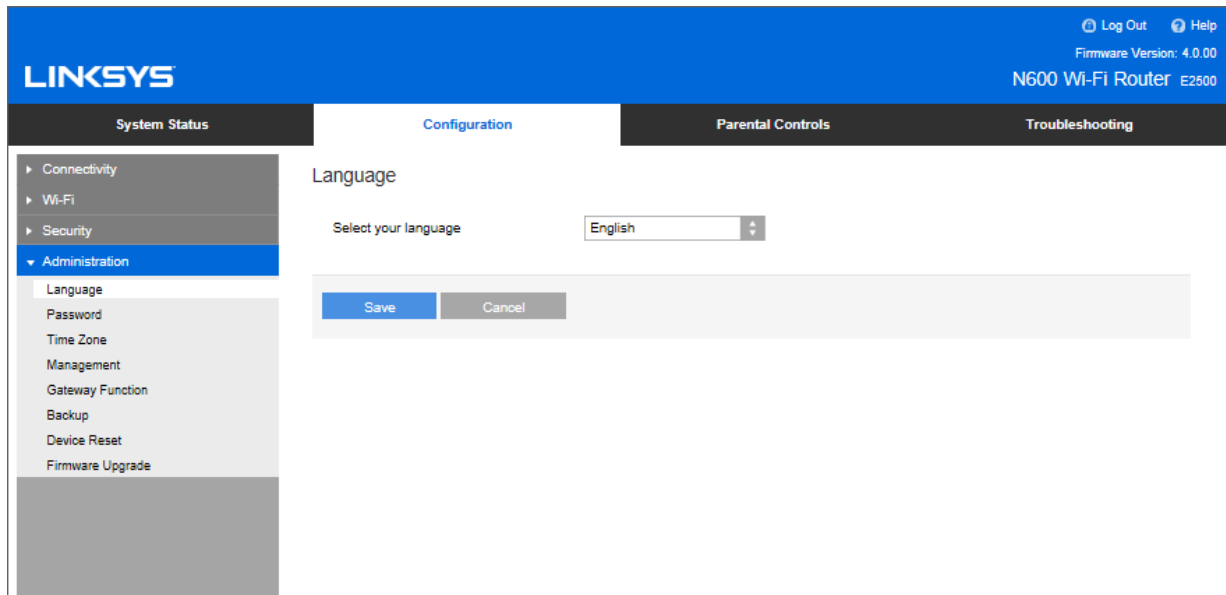 Log Out Help
Firmware Version: 4.0.00
LINKSYS
N600 Wi-Fi Router E2500
System Status Configuration Parental Controls Troubleshooting
Connectivity
Wi-Fi
Security
Administration
Language
Password
Time Zone
Management
Gateway Function
Backup
Device Reset
Firmware Upgrade
Language
Select your language English
Save Cancel